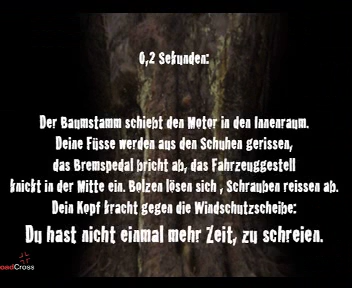 0,2 Sekunden:
Der Baumstamm schiebt den Motor in den Innenraum.
Deine Füsse werden aus den Schuhen gerissen,
das Bremspedal bricht ab, das Fahrzeuggestell
knickt in der Mitte ein. Bolzen lösen sich , Schrauben reissen ab.
Dein Kopf kracht gegen die Windschutzscheibe:
Du hast nicht einmal mehr Zeit, zu schreien.
oadCross